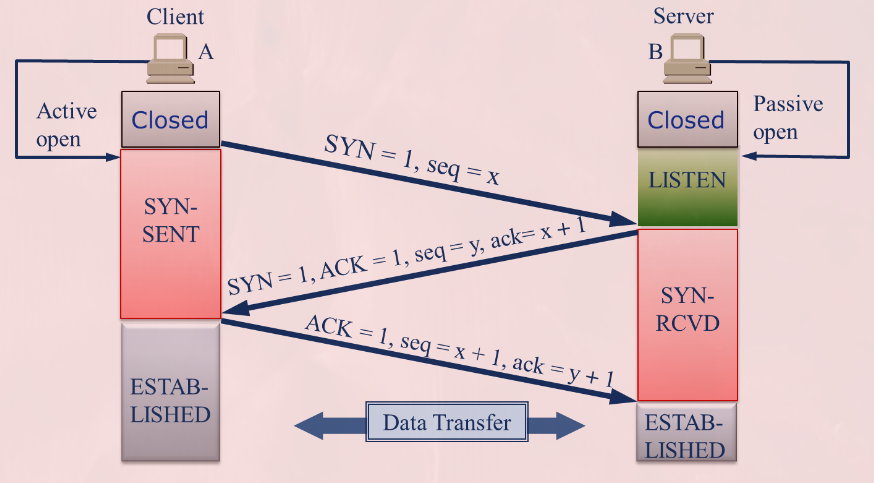 Client
Server
A
B
Active
open
Passive
open
Closed
Closed
SYN = 1, seq = x
LISTEN
SYN-
SENT
SYN = 1, ACK = 1, seq = y, ack= x + 1
SYN-
RCVD
ACK = 1, seq = x + 1, ack = y + 1
ESTAB-
LISHED
Data Transfer
ESTAB-
LISHED